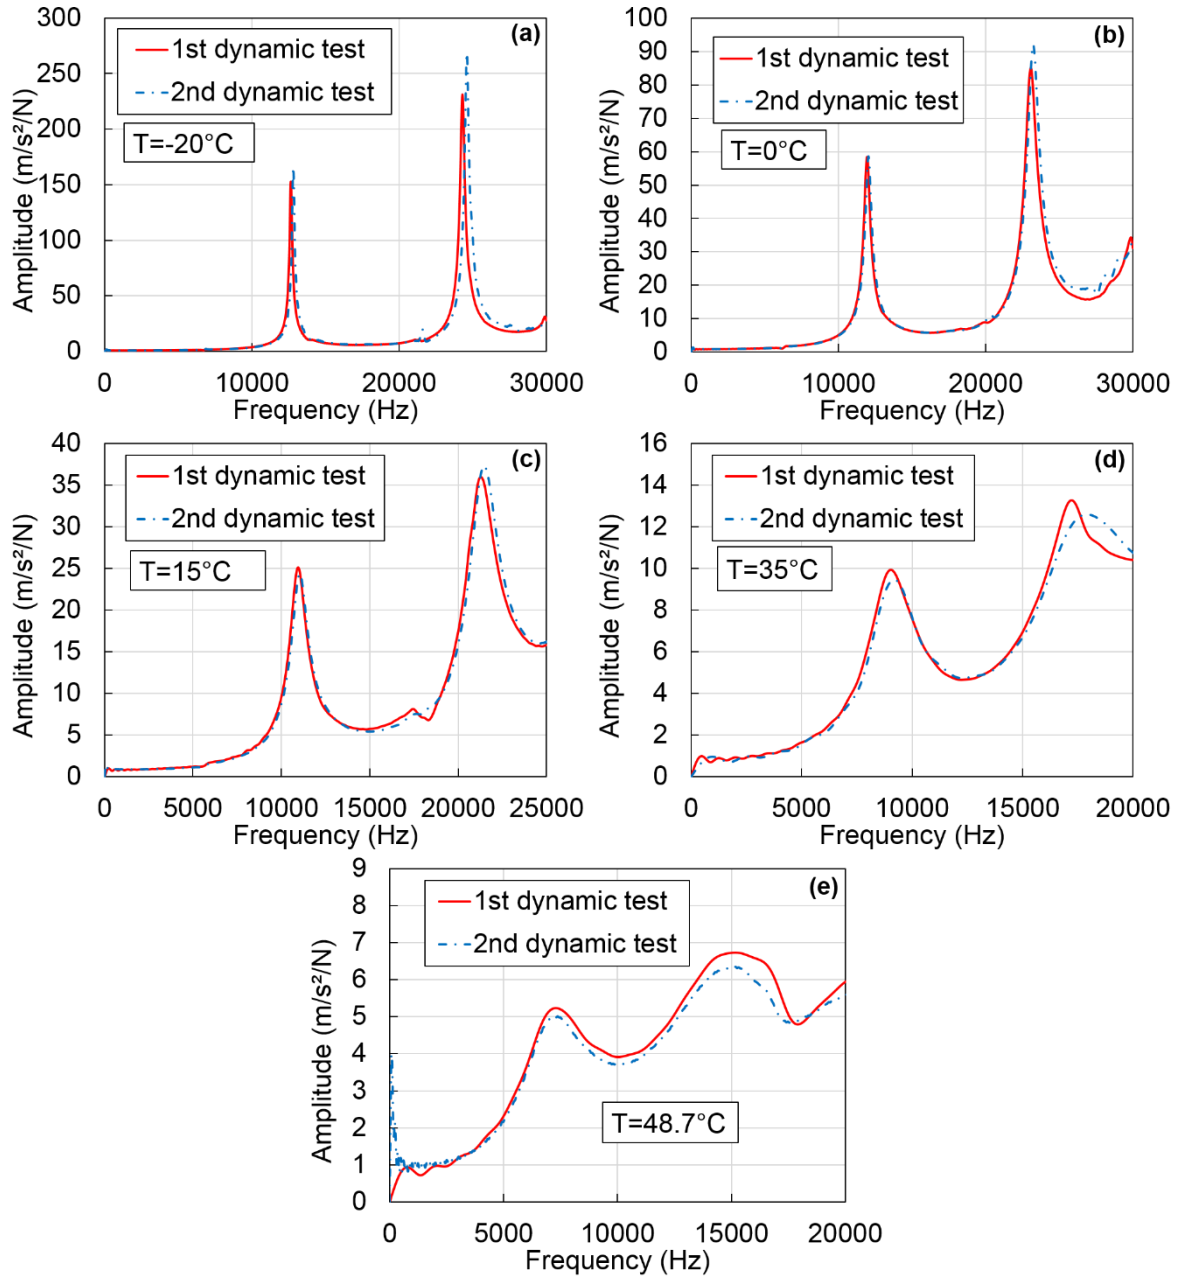 (a)
1st dynamic test
2nd dynamic test
T=-20°C
Amplitude (m/s²/N)
300
250
200
150
100
50
0
0 10000 20000 30000
Frequency (Hz)
(b)
1st dynamic test
2nd dynamic test
T=0°C
Amplitude (m/s²/N)
100
90
80
70
60
50
40
30
20
10
0
0 10000 20000 30000
Frequency (Hz)
(c)
1st dynamic test
2nd dynamic test
T=15°C
Amplitude (m/s²/N)
40
35
30
25
20
15
10
5
0
0 5000 10000 15000 20000 25000
Frequency (Hz)
(d)
1st dynamic test
2nd dynamic test
T=35°C
Amplitude (m/s²/N)
16
14
12
10
8
6
4
2
0
0 5000 10000 15000 20000
Frequency (Hz)
(e)
1st dynamic test
2nd dynamic test
T=48.7°C
Amplitude (m/s²/N)
9
8
7
6
5
4
3
2
1
0
0 5000 10000 15000 20000
Frequency (Hz)